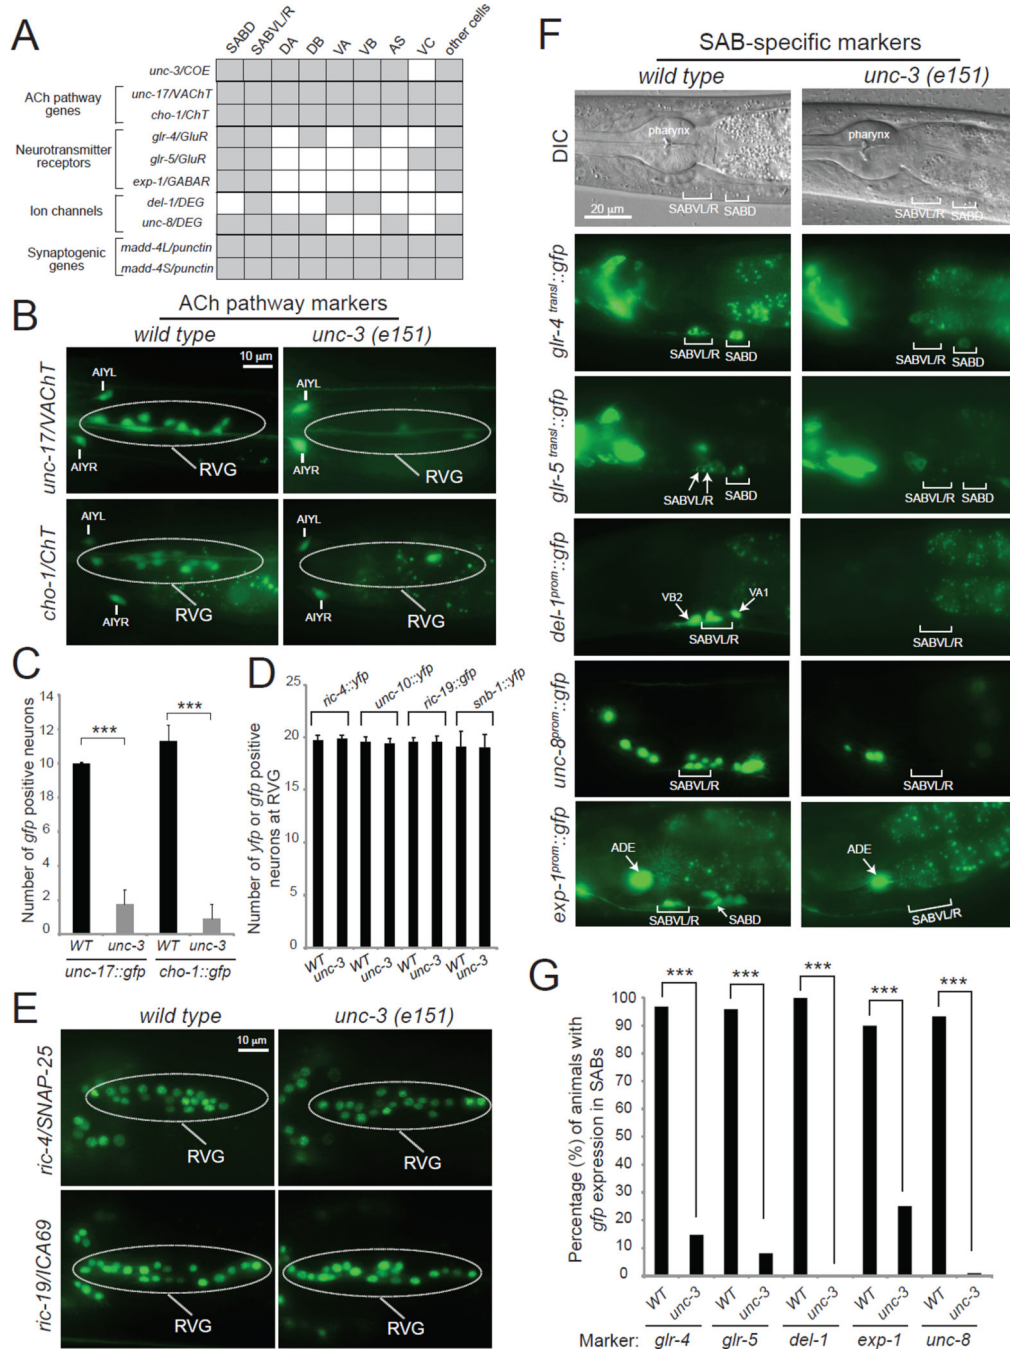 A
SABD SABVL/R DA DB VA VB AS VC other cells
unc-3/COE
ACh pathway genes
unc-17/VAChT
cho-1/ChT
Neurotransmitter receptors
glr-4/GluR
glr-5/GluR
exp-1/GABAR
Ion channels
del-1/DEG
unc-8/DEG
Synaptogenic genes
madd-4L/punctin
madd-4S/punctin
B
ACh pathway markers
wild type unc-3 (e151)
unc-17/VAChT
AIYL
AIYR
RVG
10 µm
AIYL
AIYR
RVG
cho-1/ChT
AIYL
AIYR
RVG
AIYL
AIYR
RVG
C
Number of gfp positive neurons
14
12
10
8
6
4
2
0
***
***
WT unc-3 WT unc-3
unc-17::gfp cho-1::gfp
D
Number of yfp or gfp positive neurons at RVG
25
20
15
10
5
0
ric-4::yfp unc-10::yfp ric-19::gfp snb-1::yfp
WT unc-3 WT unc-3 WT unc-3 WT unc-3
E
wild type unc-3 (e151)
ric-4/SNAP-25
10 µm
RVG
RVG
ric-19/ICA69
RVG
RVG
F
SAB-specific markers
wild type unc-3 (e151)
DIC
pharynx
20 µm
SABVL/R SABD
pharynx
SABVL/R SABD
glr-4 transl::gfp
SABVL/R SABD
SABVL/R SABD
glr-5 transl::gfp
SABVL/R SABD
SABVL/R SABD
del-1prom::gfp
VB2 VA1
SABVL/R
SABVL/R
unc-8prom::gfp
SABVL/R
SABVL/R
exp-1prom::gfp
ADE
SABVL/R SABD
ADE
SABVL/R
G
Percentage (%) of animals with gfp expression in SABs
100
90
80
70
60
50
40
30
20
10
0
***
***
***
***
***
WT unc-3 WT unc-3 WT unc-3 WT unc-3 WT unc-3
Marker: glr-4 glr-5 del-1 exp-1 unc-8